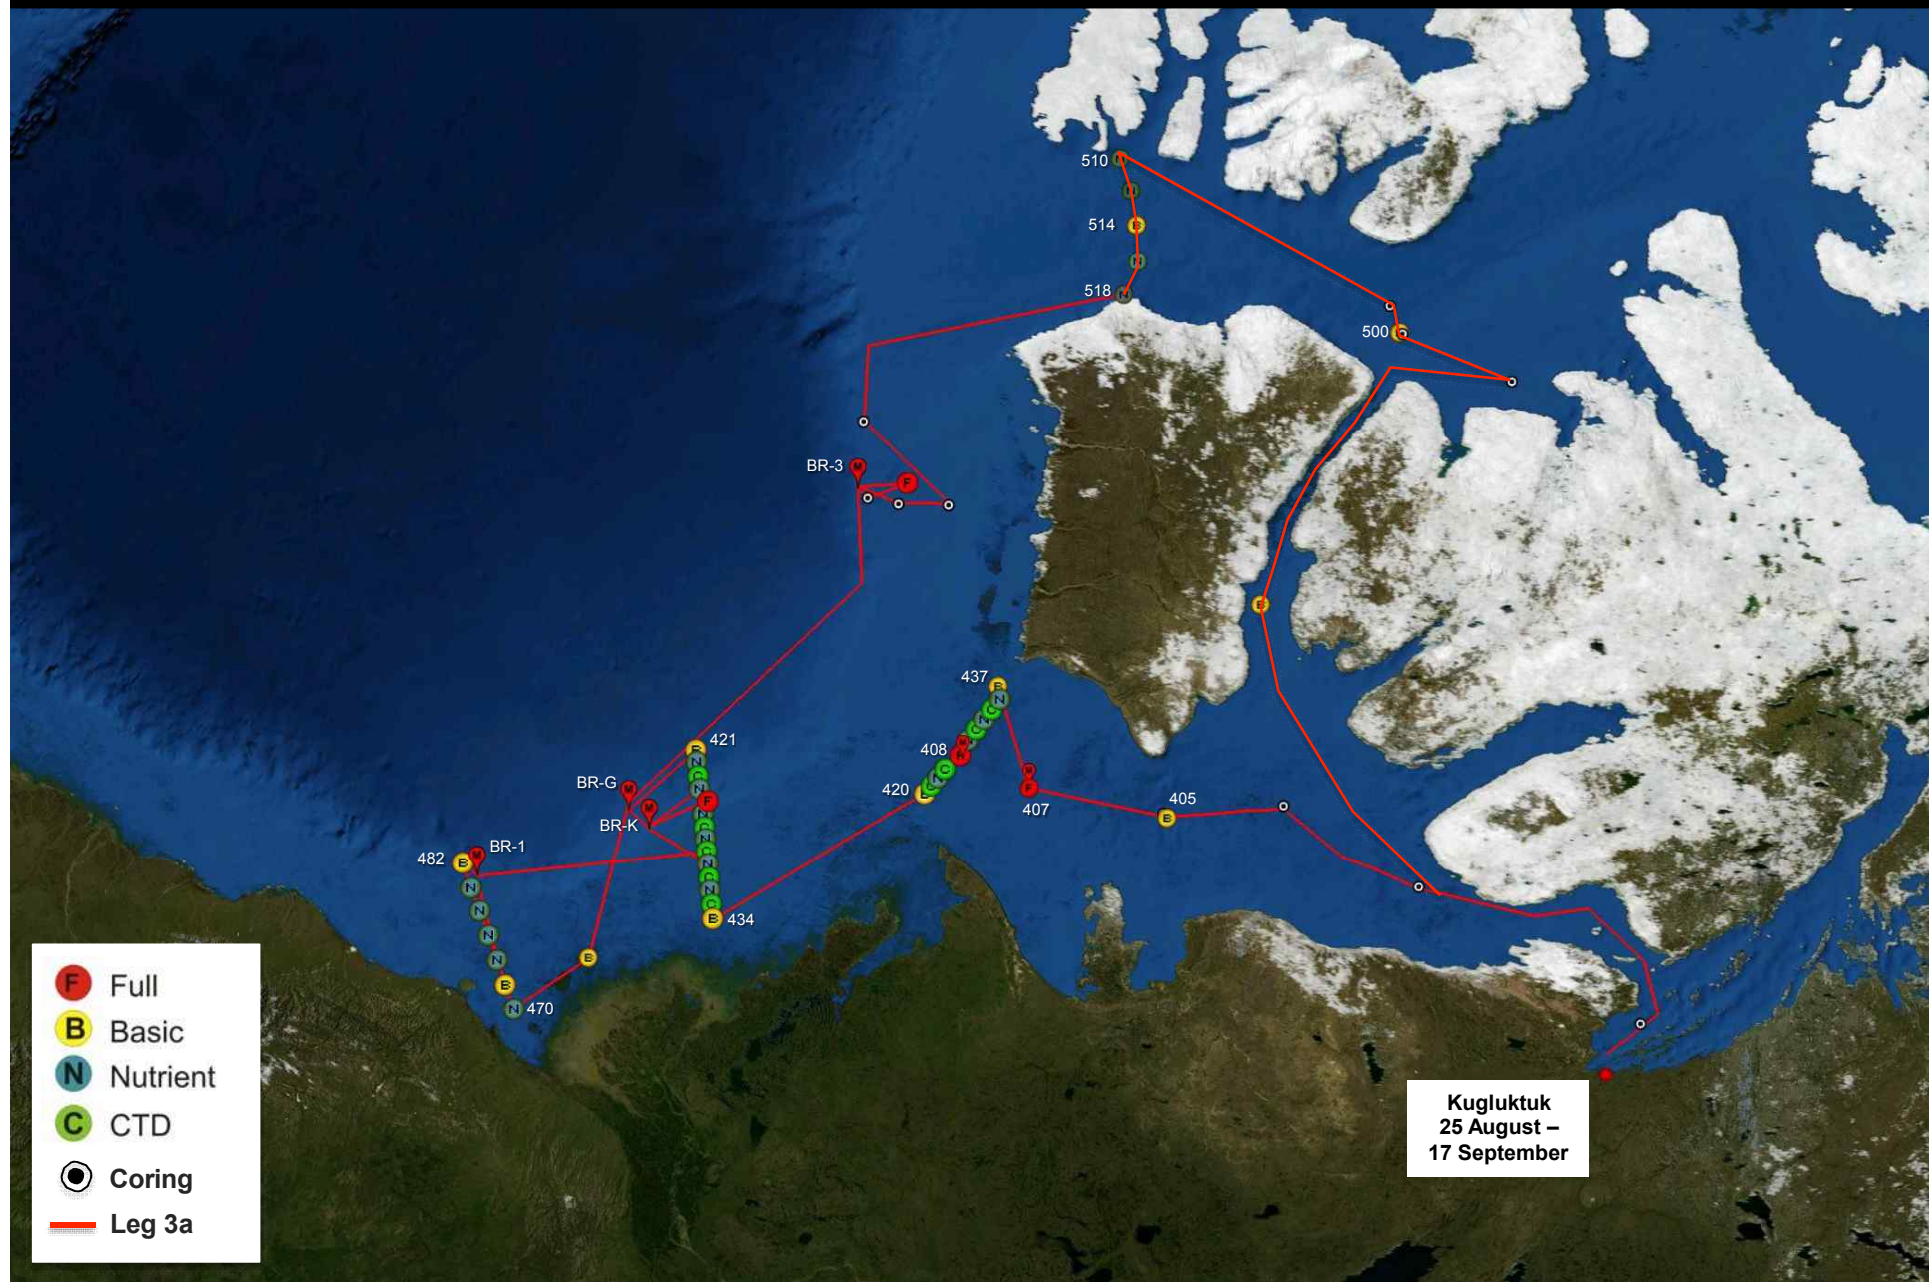 510
514
518
500
BR-3
437
421
408
BR-G
420
405
407
BR-K
BR-1
482
434
470
F Full
B Basic
N Nutrient
C CTD
Coring
Leg 3a
Kugluktuk
25 August –
17 September